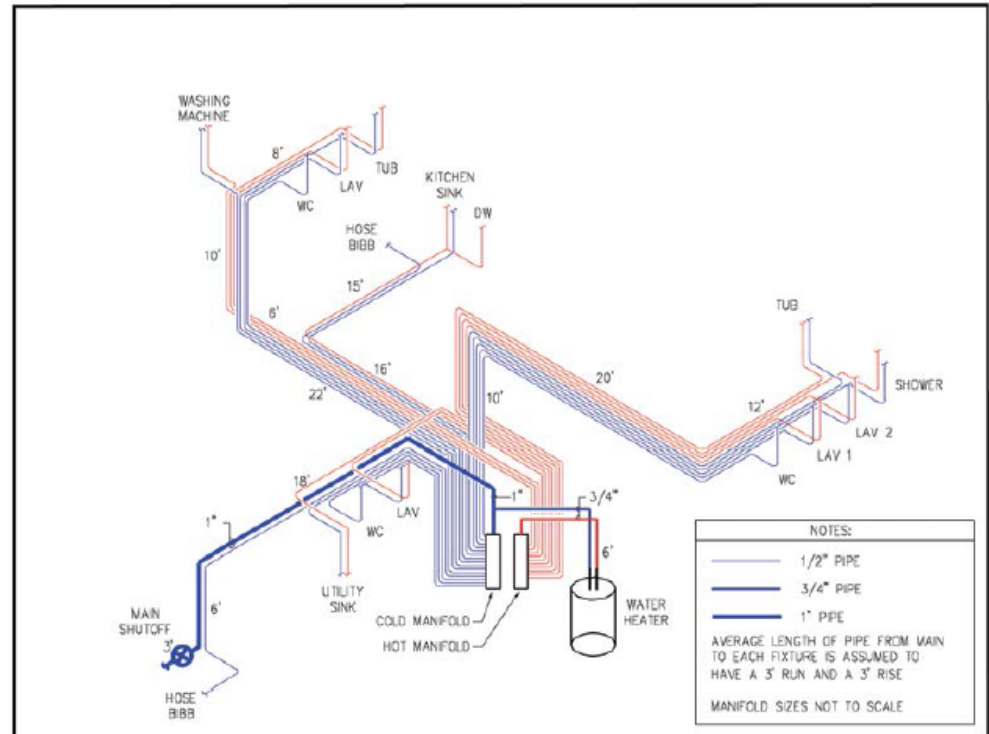 WASHING
MACHINE
8'
TUB
LAV
WC
KITCHEN
SINK
DW
HOSE
BIBB
10'
15'
6'
TUB
16'
20'
SHOWER
22'
10'
12'
LAV 2
LAV 1
WC
18'
1"
3/4"
LAV
WC
1"
6'
NOTES:
1/2" PIPE
3/4" PIPE
1" PIPE
AVERAGE LENGTH OF PIPE FROM MAIN
TO EACH FIXTURE IS ASSUMED TO
HAVE A 3' RUN AND A 3' RISE
MANIFOLD SIZES NOT TO SCALE
UTILITY
SINK
COLD MANIFOLD
HOT MANIFOLD
WATER
HEATER
6'
MAIN
SHUTOFF
3'
HOSE
BIBB